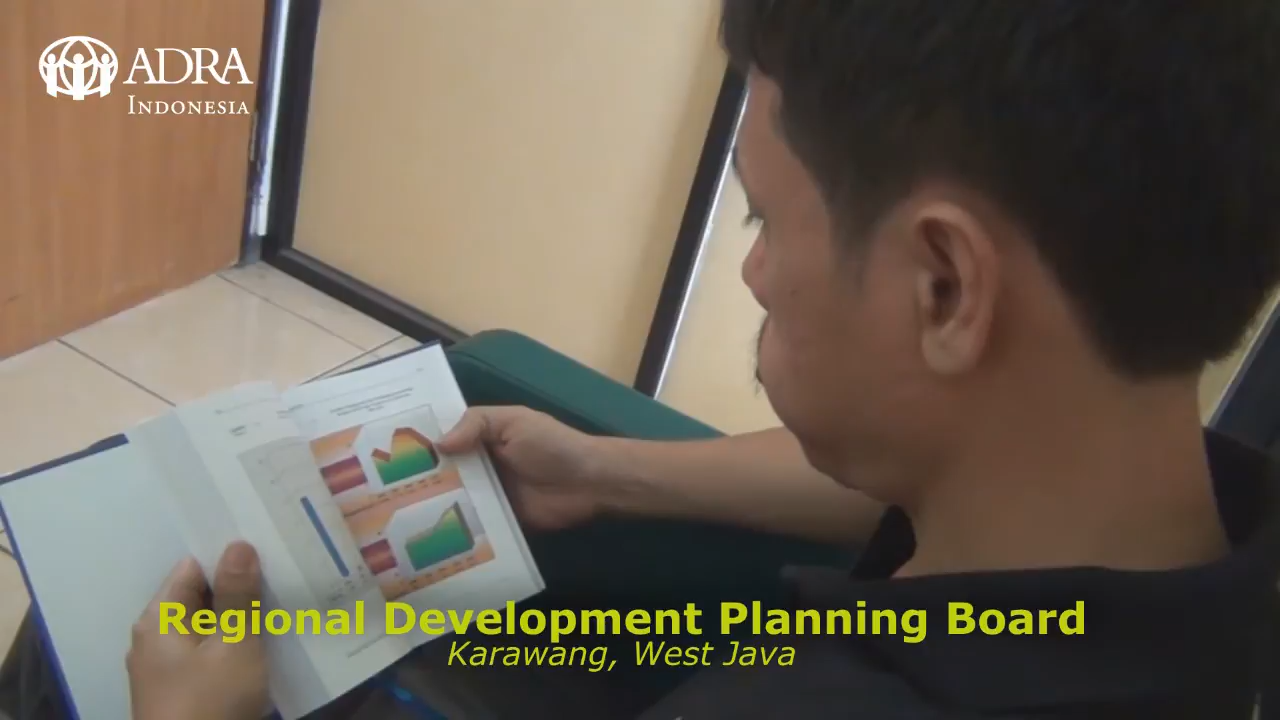 ADRA
INDONESIA
Regional Development Planning Board
Karawang, West Java